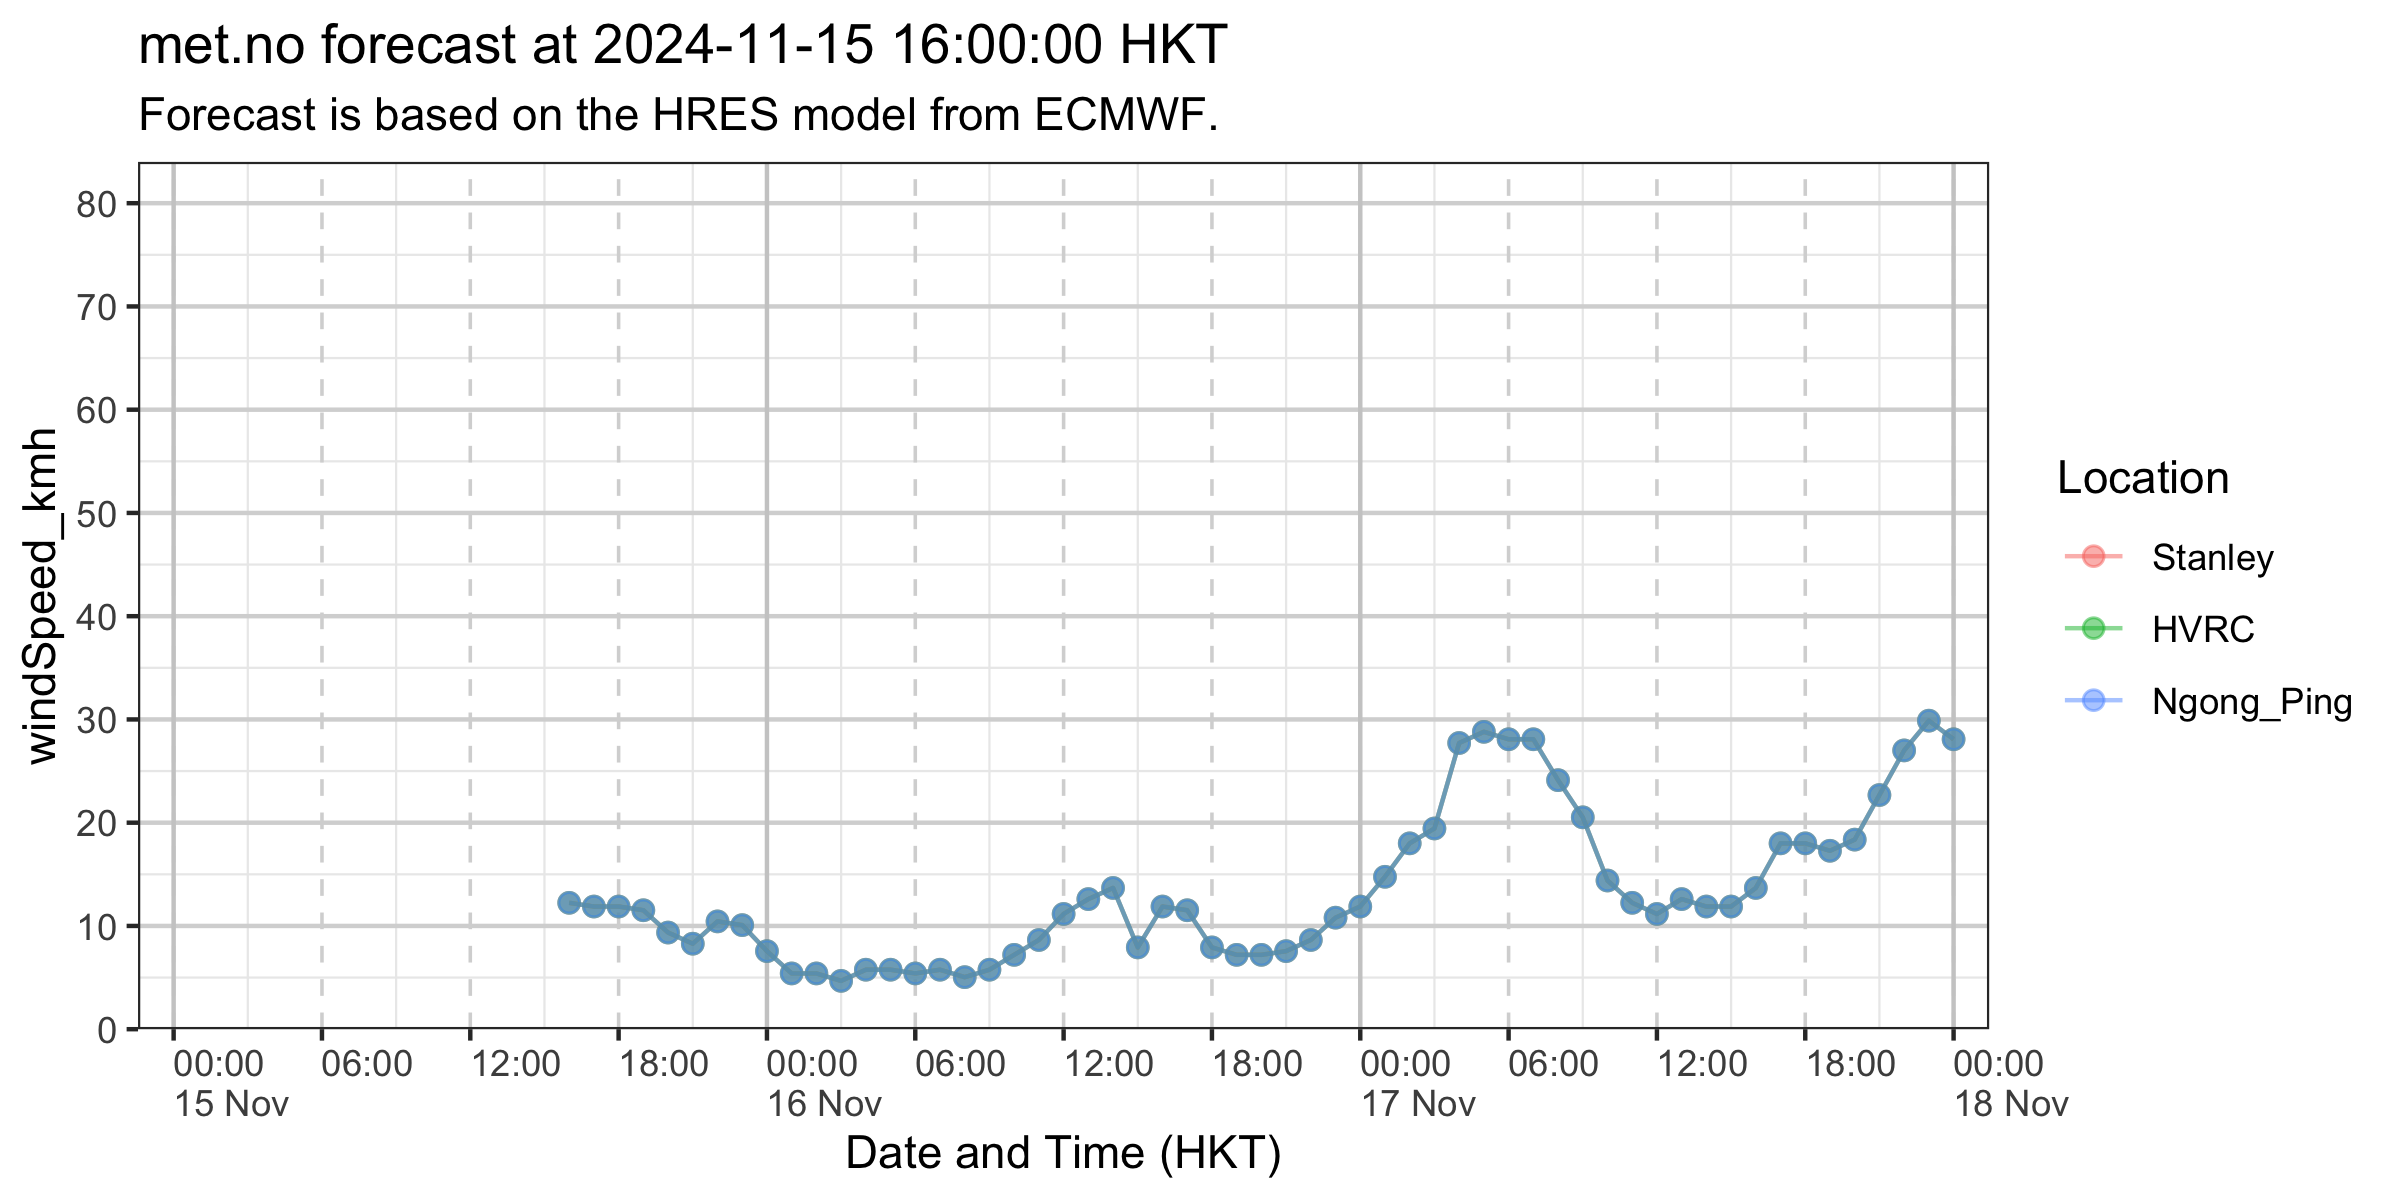 met.no forecast at 2024-11-15 16:00:00 HKT
Forecast is based on the HRES model from ECMWF.
windSpeed_kmh
80
70
60
50
40
30
20
10
0
00:00 06:00 12:00 18:00 00:00 06:00 12:00 18:00 00:00 06:00 12:00 18:00 00:00
15 Nov 16 Nov 17 Nov 18 Nov
Date and Time (HKT)
Location
Stanley
HVRC
Ngong_Ping